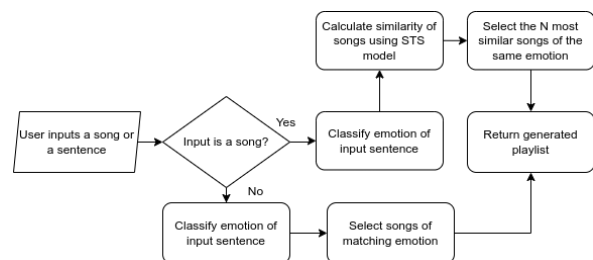 Calculate similarity of
songs using STS
model
Select the N most
similar songs of the
same emotion
User inputs a song or
a sentence
Input is a song?
Yes
Classify emotion of
input sentence
Return generated
playlist
No
Classify emotion of
input sentence
Select songs of
matching emotion